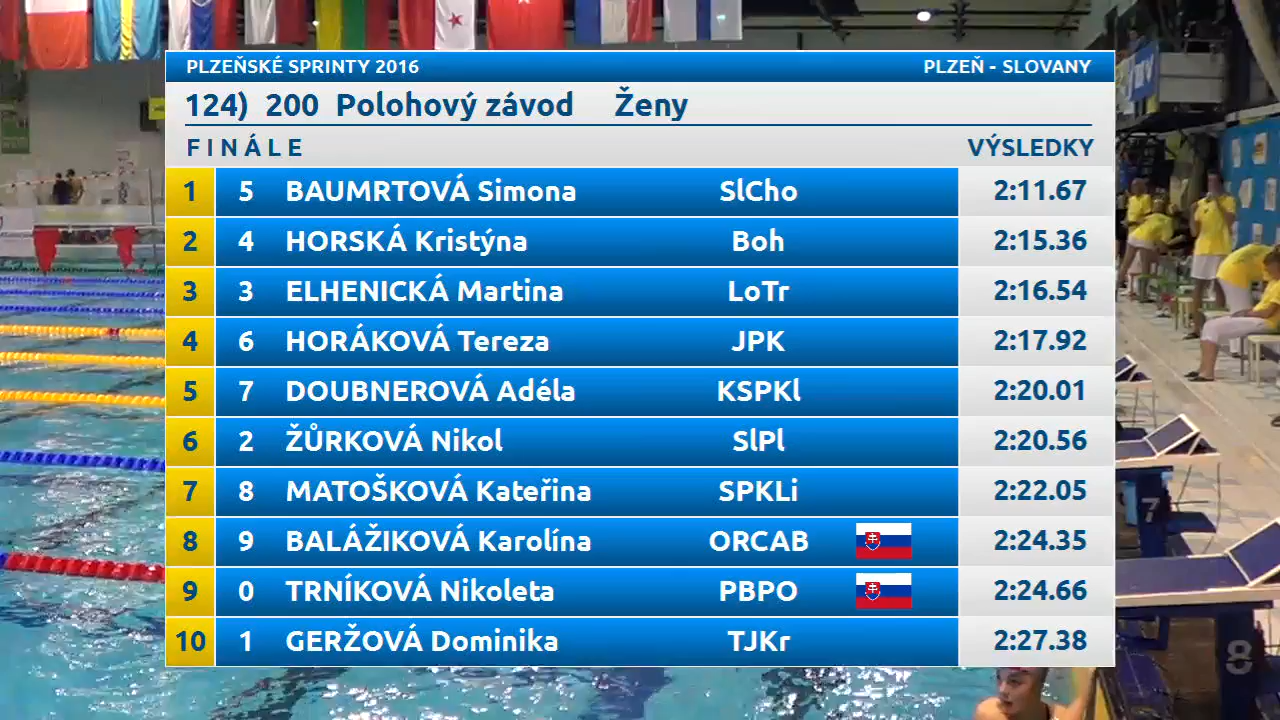 PLZEŇSKÉ SPRINTY 2016 PLZEŇ - SLOVANY
124) 200 Polohový závod Ženy
FINÁLE VÝSLEDKY
1 5 BAUMRTOVÁ Simona SlCho 2:11.67
2 4 HORSKÁ Kristýna Boh 2:15.36
3 3 ELHENICKÁ Martina LoTr 2:16.54
4 6 HORÁKOVÁ Tereza JPK 2:17.92
5 7 DOUBNEROVÁ Adéla KSPKl 2:20.01
6 2 ŽŮRKOVÁ Nikol SlPl 2:20.56
7 8 MATOŠKOVÁ Kateřina SPKLi 2:22.05
8 9 BALÁŽIKOVÁ Karolína ORCAB 2:24.35
9 0 TRNÍKOVÁ Nikoleta PBPO 2:24.66
10 1 GERŽOVÁ Dominika TJKr 2:27.38
7
8